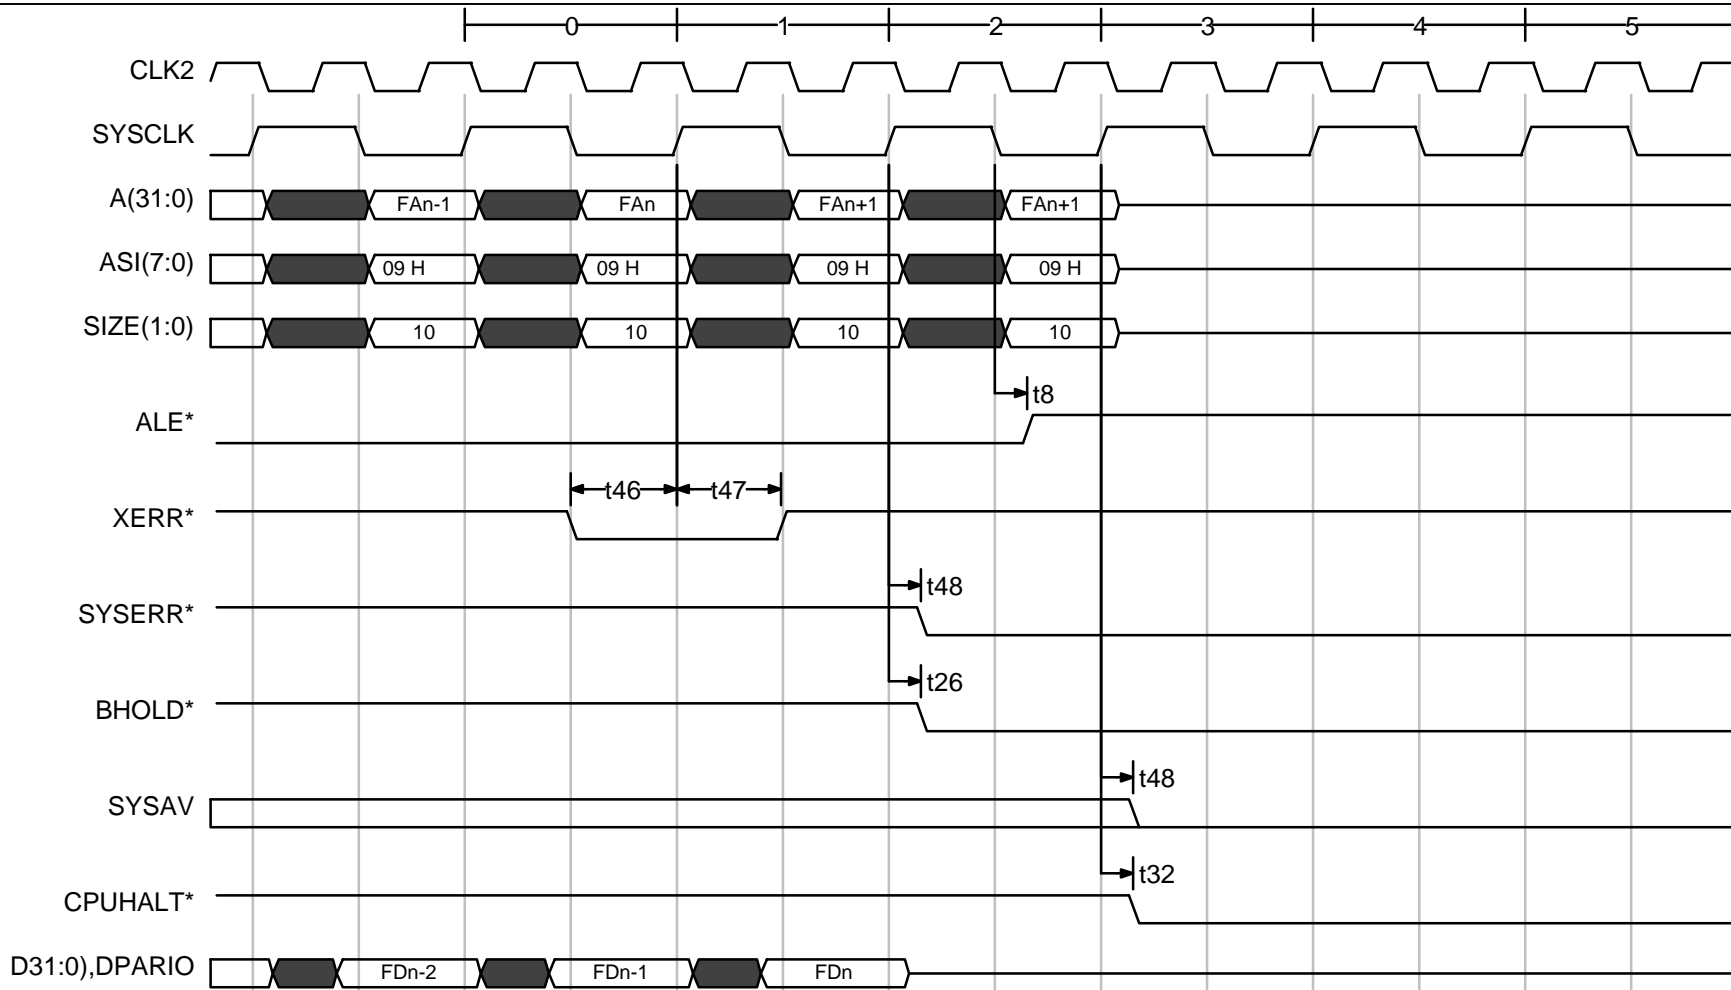 0 1 2 3 4 5
CLK2
SYSCLK
A(31:0) FAn-1 FAn FAn+1 FAn+1
ASI(7:0) 09 H 09 H 09 H 09 H
SIZE(1:0) 10 10 10 10
t8
ALE*
t46 t47
XERR*
t48
SYSERR*
t26
BHOLD*
t48
SYSAV
t32
CPUHALT*
D31:0),DPARIO FDn-2 FDn-1 FDn